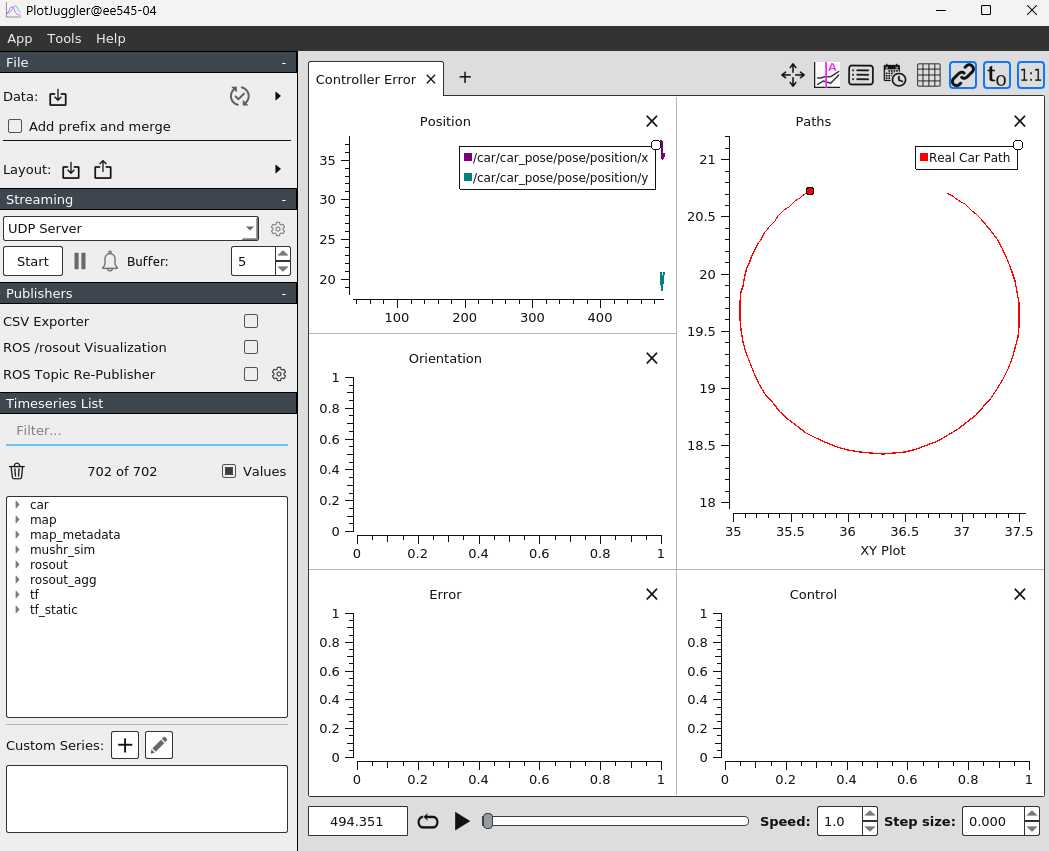 PlotJuggler@ee545-04
App Tools Help
File -
Data:
Add prefix and merge
Layout:
Streaming -
UDP Server
Start Buffer: 5
Publishers -
CSV Exporter
ROS /rosout Visualization
ROS Topic Re-Publisher
Timeseries List
Filter...
702 of 702 Values
car
map
map_metadata
mushr_sim
rosout
rosout_agg
tf
tf_static
Custom Series:
Controller Error
A
t0
1:1
Position
/car/car_pose/pose/position/x
/car/car_pose/pose/position/y
35
30
25
20
100 200 300 400
Paths
Real Car Path
21
20.5
20
19.5
19
18.5
18
35 35.5 36 36.5 37 37.5
XY Plot
Orientation
1
0.8
0.6
0.4
0.2
0
0 0.2 0.4 0.6 0.8 1
Error
1
0.8
0.6
0.4
0.2
0
0 0.2 0.4 0.6 0.8 1
Control
1
0.8
0.6
0.4
0.2
0
0 0.2 0.4 0.6 0.8 1
494.351 Speed: 1.0 Step size: 0.000